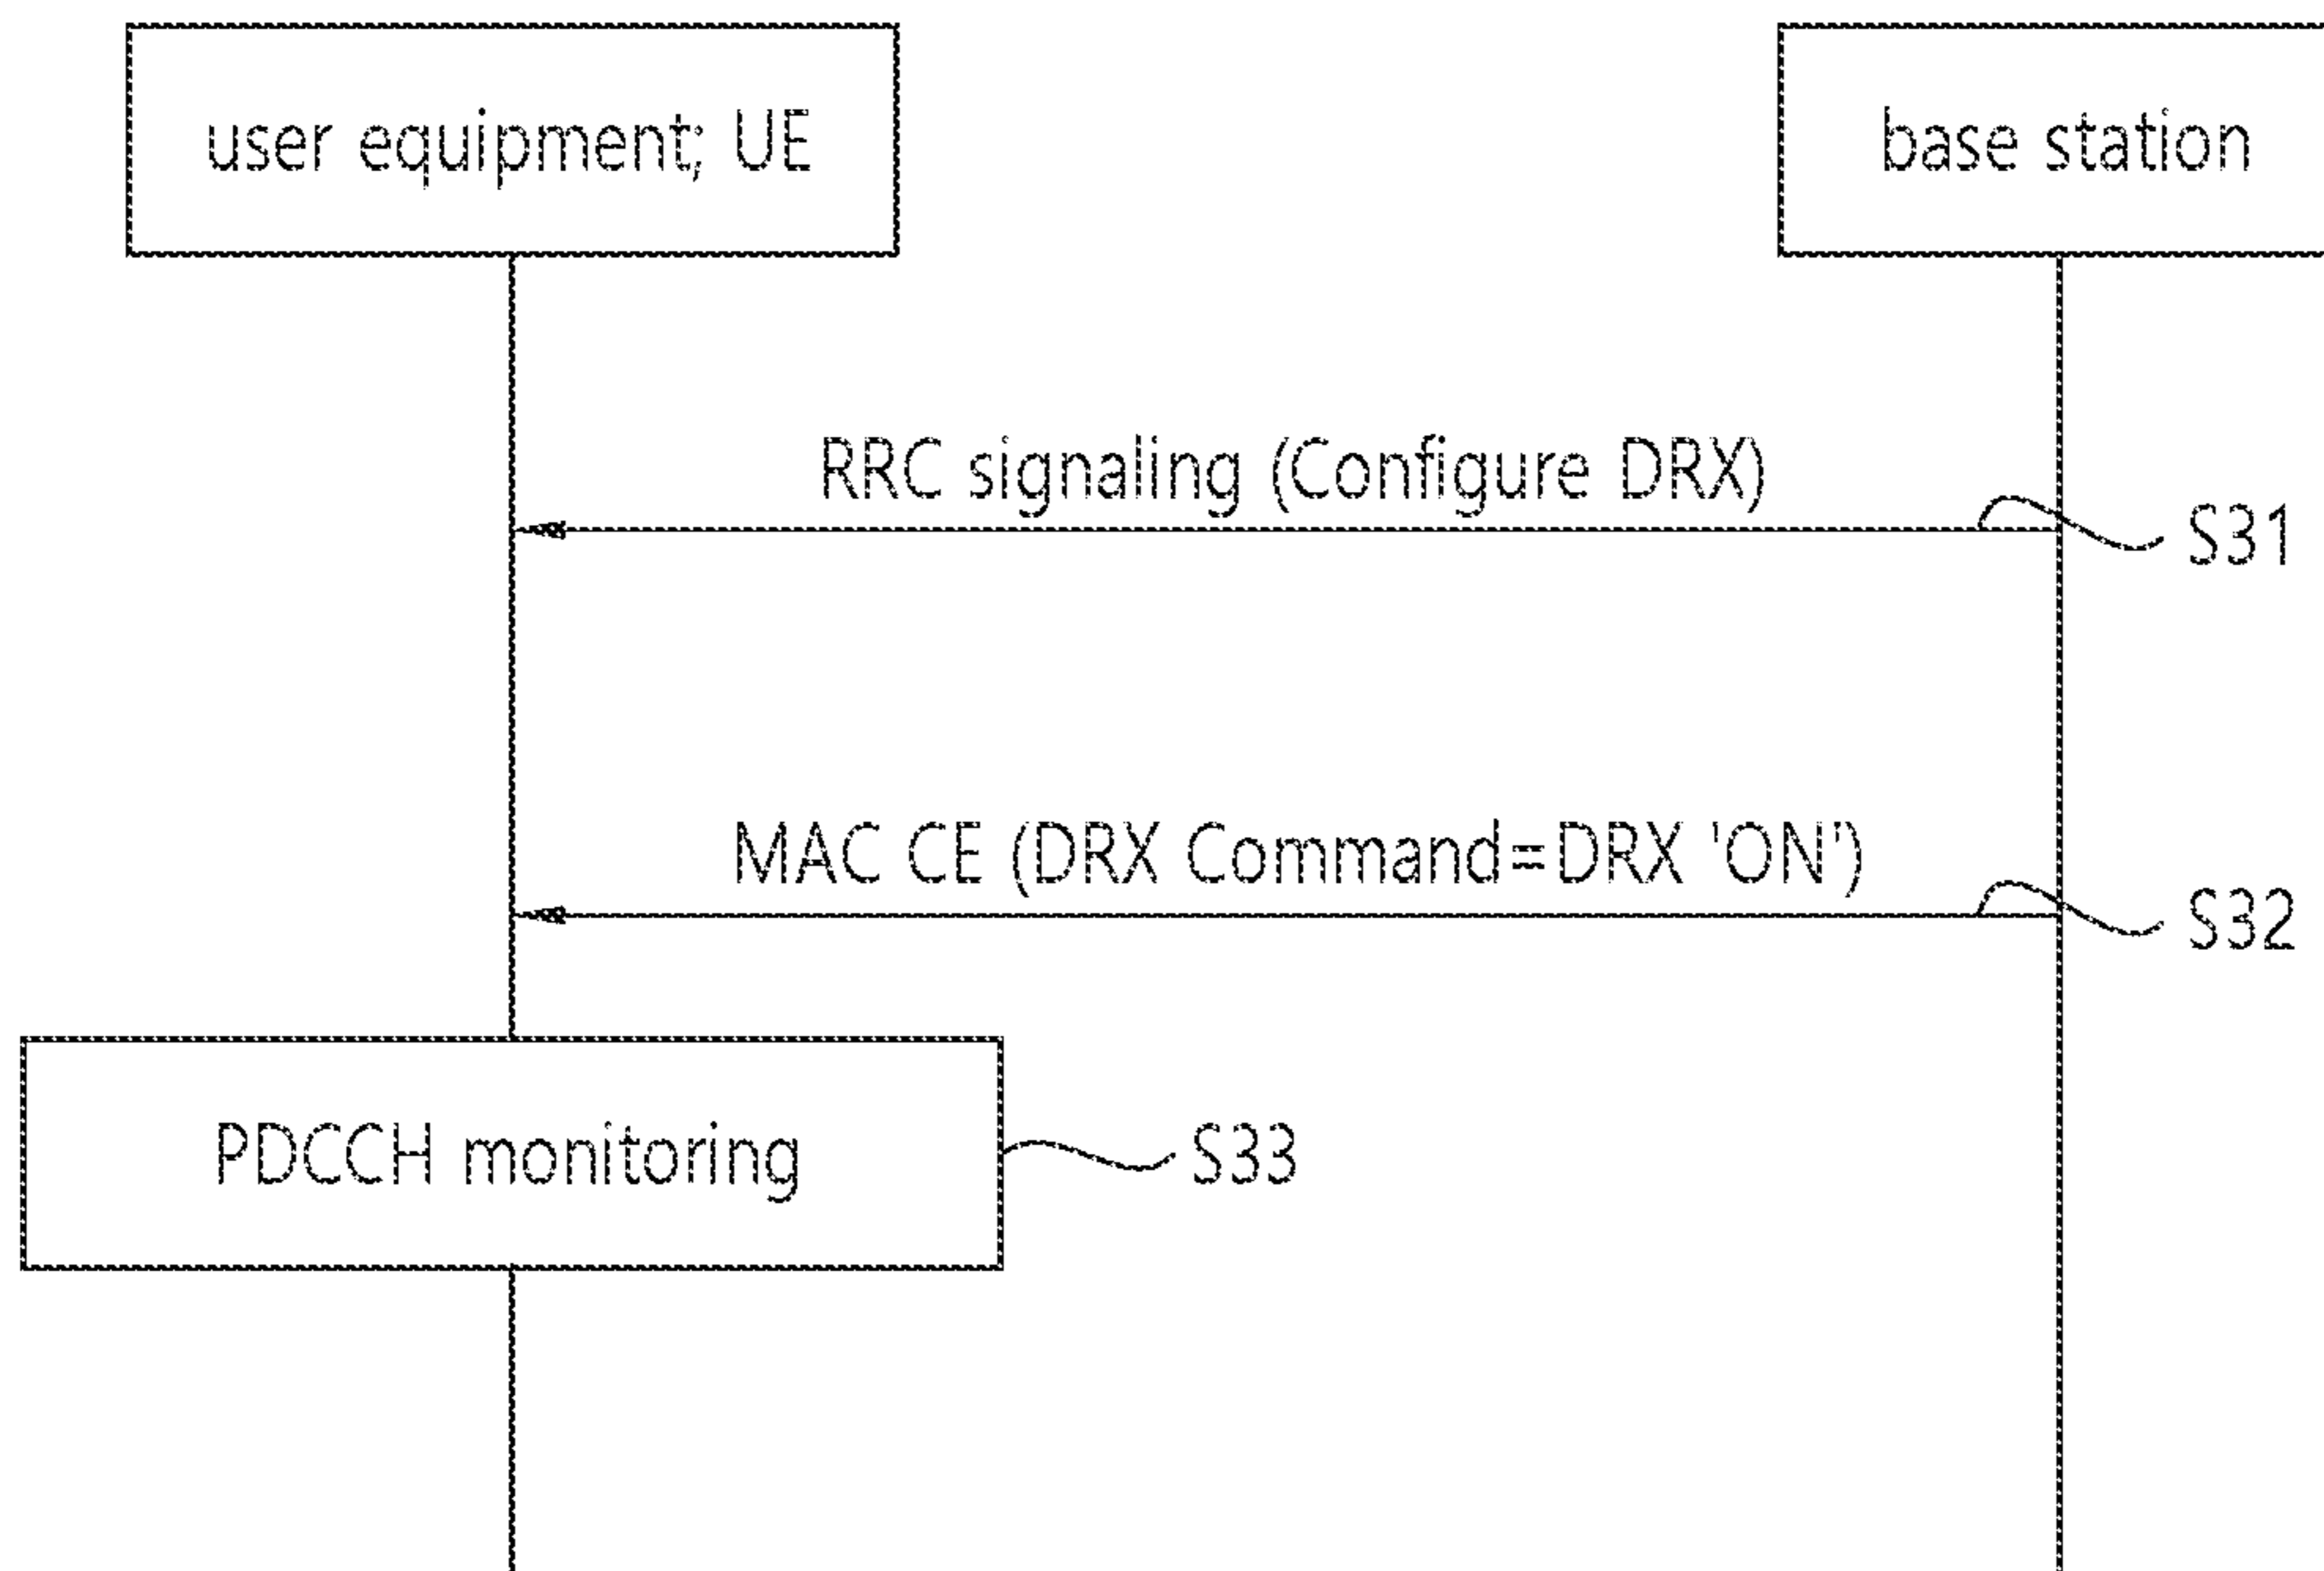 user equipment; UE
base station
RRC signaling (Configure DRX)
S31
MAC CE (DRX Command=DRX 'ON')
S32
PDCCH monitoring
S33